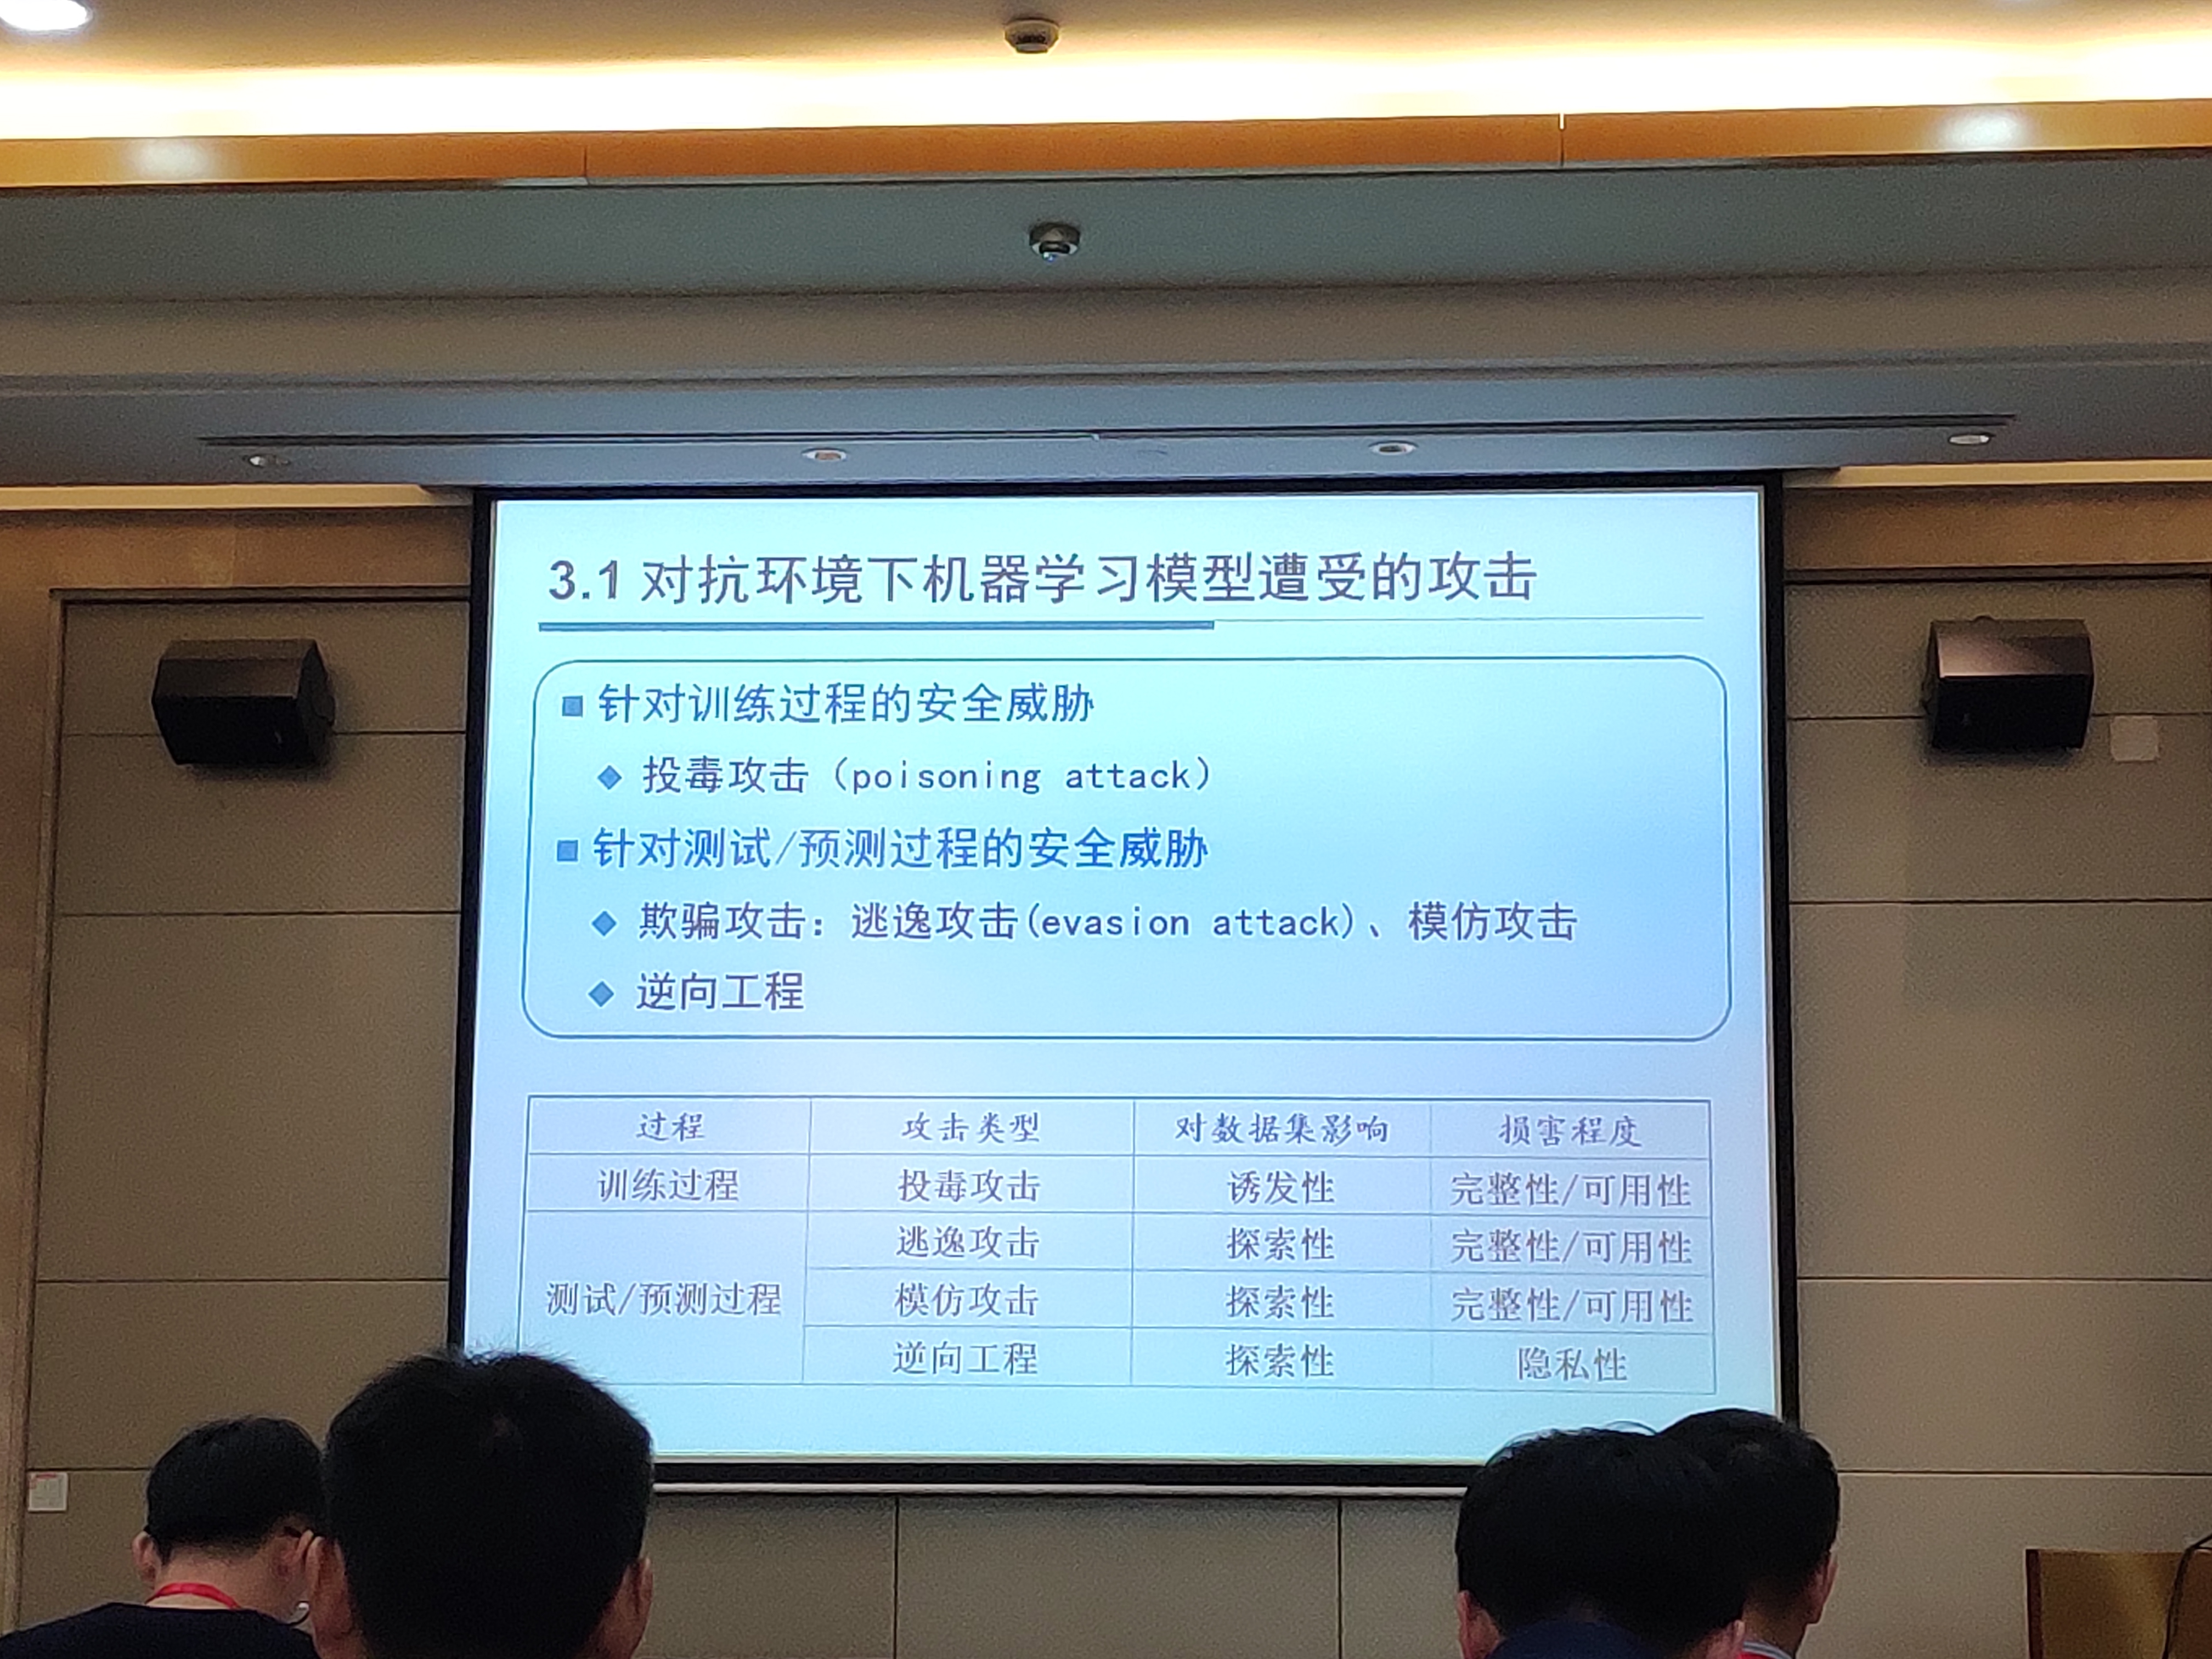 3.1 对抗环境下机器学习模型遭受的攻击
针对训练过程的安全威胁
投毒攻击（poisoning attack）
针对测试/预测过程的安全威胁
欺骗攻击：逃逸攻击(evasion attack)、模仿攻击
逆向工程
过程 攻击类型 对数据集影响 损害程度
训练过程 投毒攻击 诱发性 完整性/可用性
逃逸攻击 探索性 完整性/可用性
测试/预测过程 模仿攻击 探索性 完整性/可用性
逆向工程 探索性 隐私性